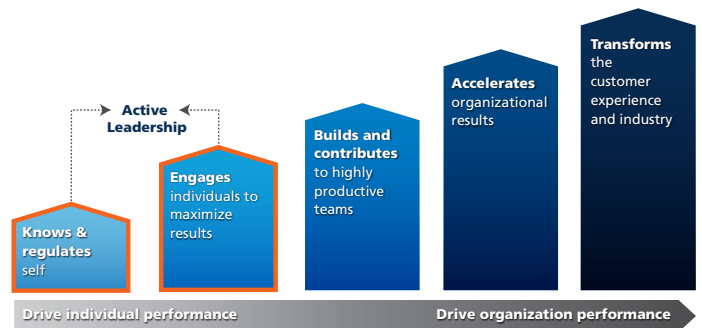 Active
Leadership
Knows &
regulates
self
Engages
individuals to
maximize
results
Builds and
contributes
to highly
productive
teams
Accelerates
organizational
results
Transforms
the
customer
experience
and industry
Drive individual performance
Drive organization performance